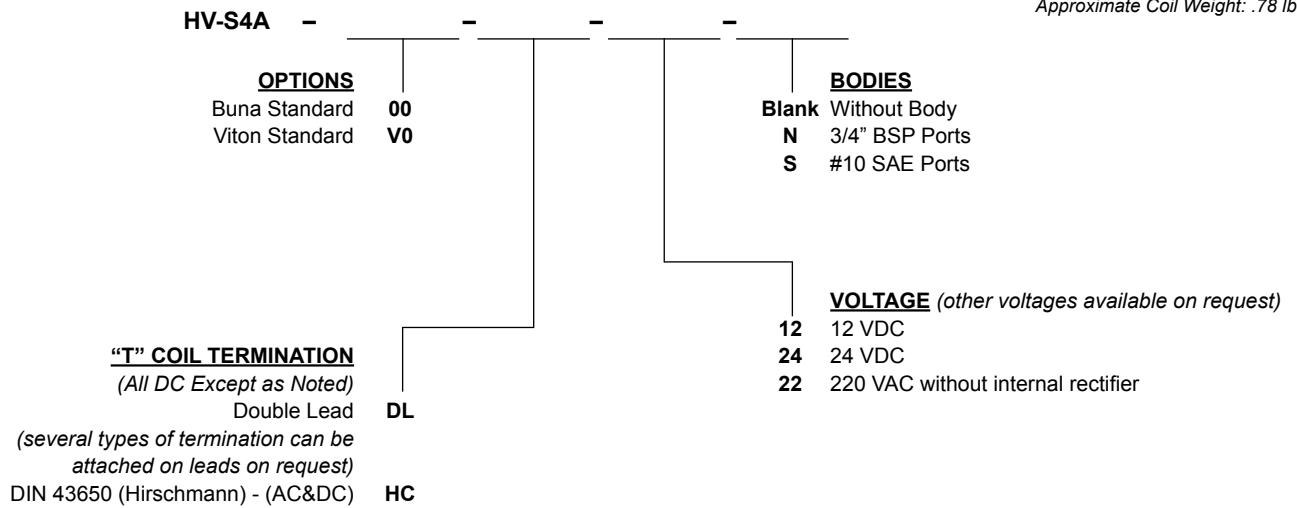 Approximate Coil Weight: .78 lb
HV-S4A – – – –
OPTIONS
Buna Standard 00
Viton Standard V0
BODIES
Blank Without Body
N 3/4” BSP Ports
S #10 SAE Ports
VOLTAGE (other voltages available on request)
12 12 VDC
24 24 VDC
22 220 VAC without internal rectifier
“T” COIL TERMINATION
(All DC Except as Noted)
Double Lead DL
(several types of termination can be
attached on leads on request)
DIN 43650 (Hirschmann) - (AC&DC) HC